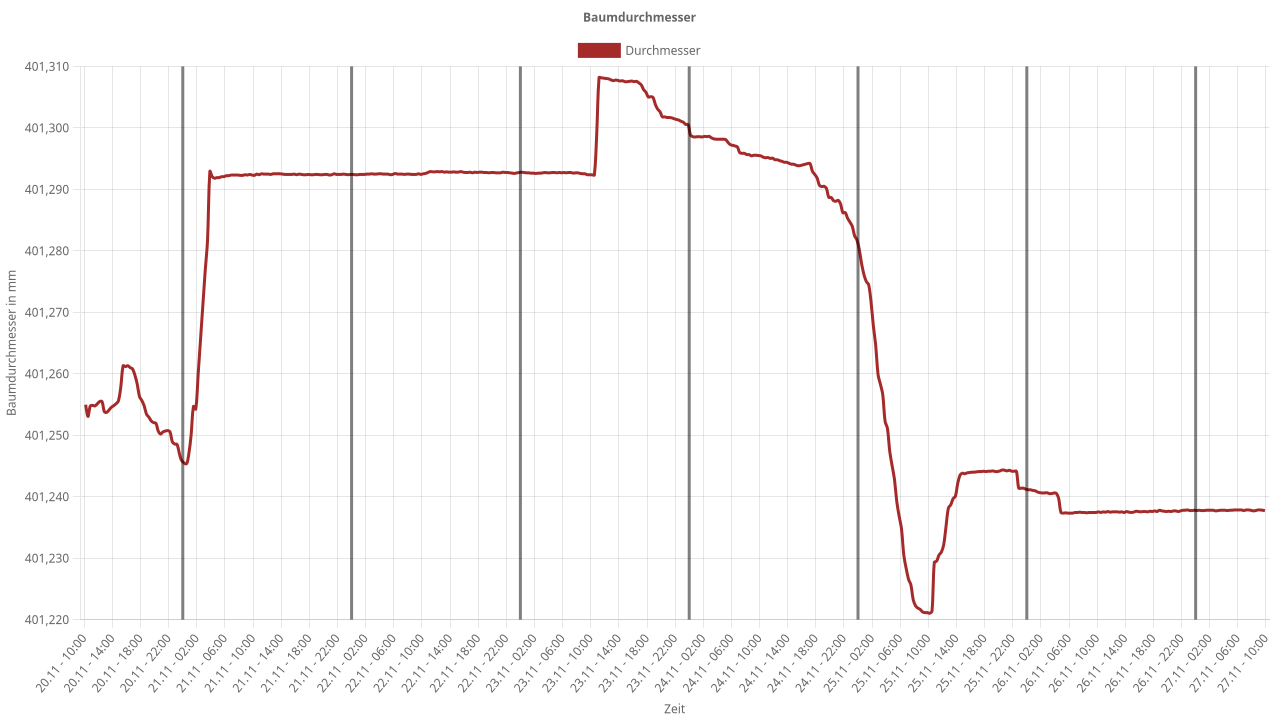 Baumdurchmesser
Durchmesser
401,310
401,300
401,290
401,280
401,270
401,260
401,250
401,240
401,230
401,220
Baumdurchmesser in mm
20.11 - 10:00
20.11 - 14:00
20.11 - 18:00
20.11 - 22:00
21.11 - 02:00
21.11 - 06:00
21.11 - 10:00
21.11 - 14:00
21.11 - 18:00
21.11 - 22:00
22.11 - 02:00
22.11 - 06:00
22.11 - 10:00
22.11 - 14:00
22.11 - 18:00
22.11 - 22:00
23.11 - 02:00
23.11 - 06:00
23.11 - 10:00
23.11 - 14:00
23.11 - 18:00
23.11 - 22:00
24.11 - 02:00
24.11 - 06:00
24.11 - 10:00
24.11 - 14:00
24.11 - 18:00
24.11 - 22:00
25.11 - 02:00
25.11 - 06:00
25.11 - 10:00
25.11 - 14:00
25.11 - 18:00
25.11 - 22:00
26.11 - 02:00
26.11 - 06:00
26.11 - 10:00
26.11 - 14:00
26.11 - 18:00
26.11 - 22:00
27.11 - 02:00
27.11 - 06:00
27.11 - 10:00
Zeit